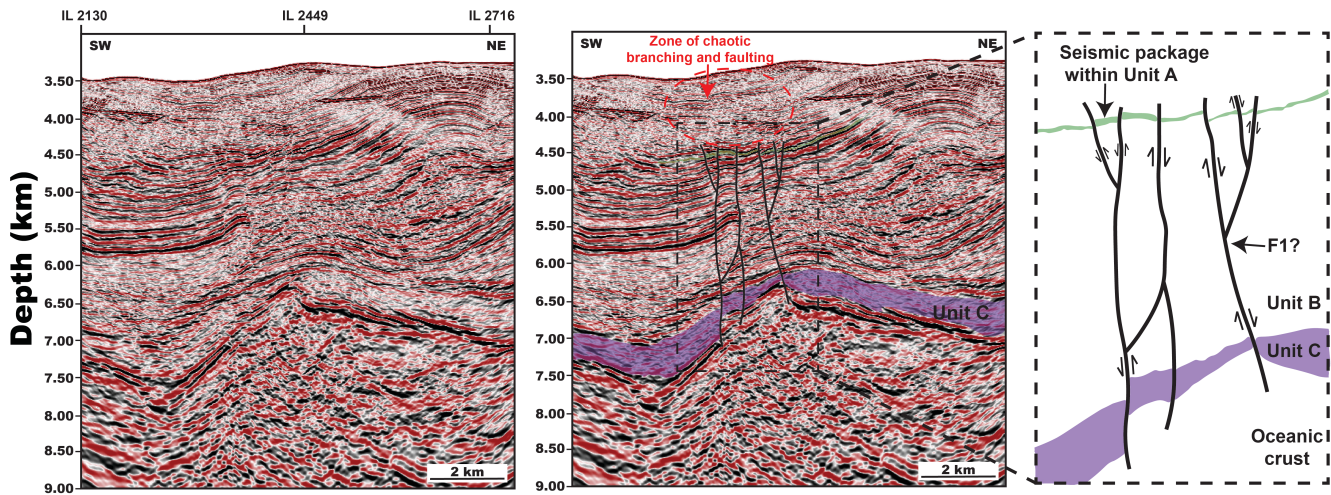 IL 2130
IL 2449
IL 2716
SW
NE
Depth (km)
3.50
4.00
4.50
5.00
5.50
6.00
6.50
7.00
7.50
8.00
8.50
9.00
2 km
SW
NE
Zone of chaotic
branching and faulting
3.50
4.00
4.50
5.00
5.50
6.00
6.50
7.00
7.50
8.00
8.50
9.00
Unit C
2 km
Seismic package
within Unit A
F1?
Unit B
Unit C
Oceanic
crust